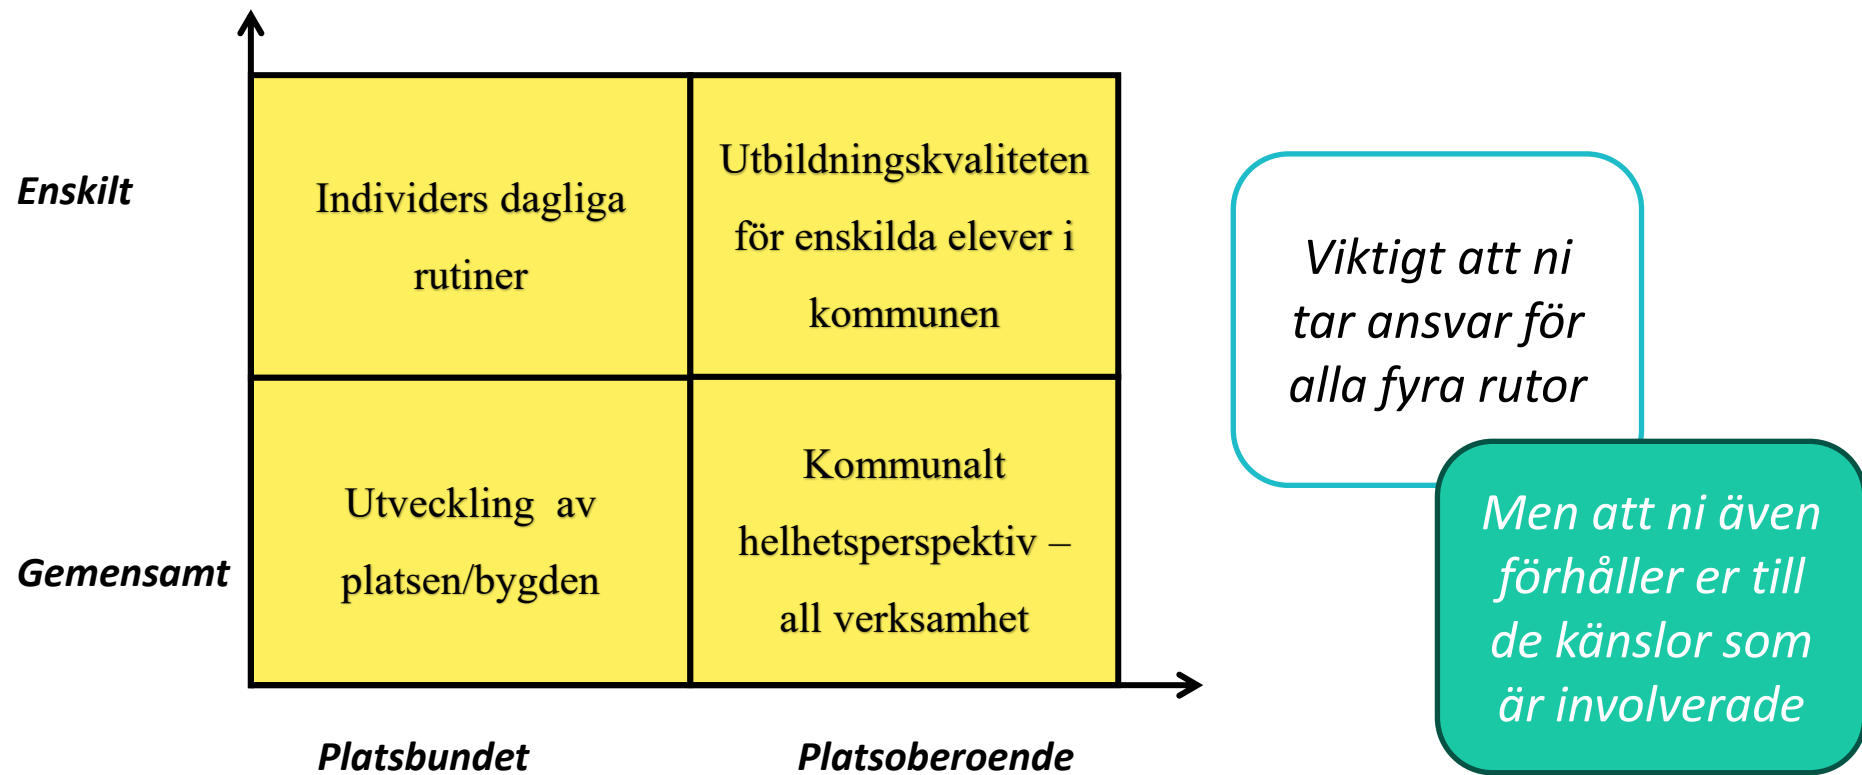 Enskilt
Individers dagliga
rutiner
Utbildningskvaliteten
för enskilda elever i
kommunen
Gemensamt
Utveckling av
platsen/bygden
Kommunalt
helhetsperspektiv –
all verksamhet
Platsbundet
Platsoberoende
Viktigt att ni
tar ansvar för
alla fyra rutor
Men att ni även
förhåller er till
de känslor som
är involverade